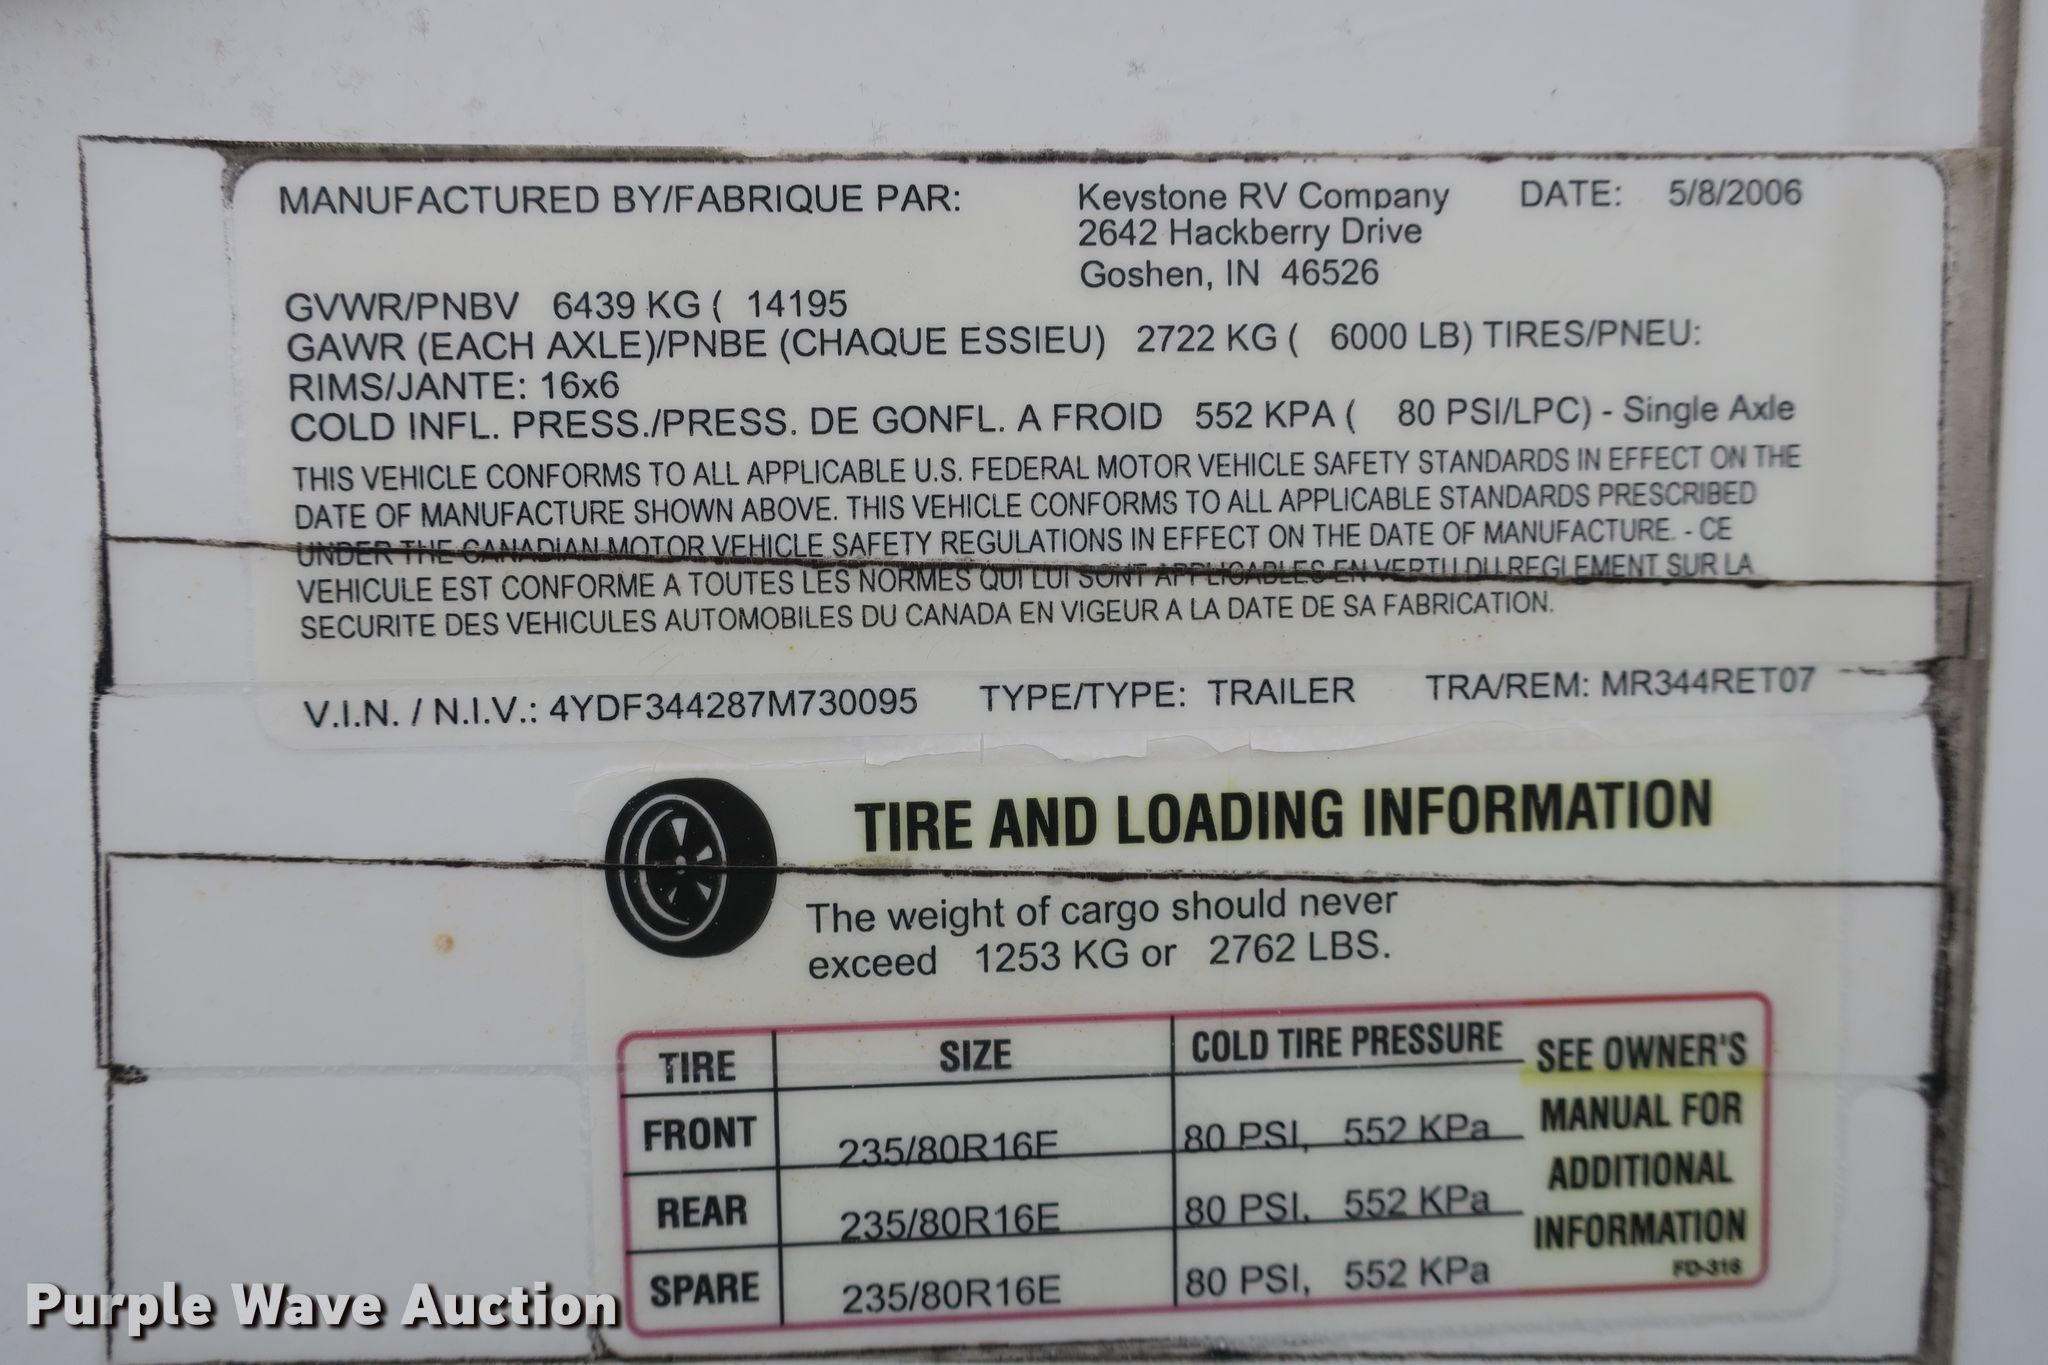 MANUFACTURED BY/FABRIQUE PAR: Keystone RV Company DATE: 5/8/2006
2642 Hackberry Drive
Goshen, IN 46526
GVWR/PNBV 6439 KG ( 14195
GAWR (EACH AXLE)/PNBE (CHAQUE ESSIEU) 2722 KG ( 6000 LB) TIRES/PNEU:
RIMS/JANTE: 16x6
COLD INFL. PRESS./PRESS. DE GONFL. A FROID 552 KPA ( 80 PSI/LPC) - Single Axle
THIS VEHICLE CONFORMS TO ALL APPLICABLE U.S. FEDERAL MOTOR VEHICLE SAFETY STANDARDS IN EFFECT ON THE
DATE OF MANUFACTURE SHOWN ABOVE. THIS VEHICLE CONFORMS TO ALL APPLICABLE STANDARDS PRESCRIBED
UNDER THE CANADIAN MOTOR VEHICLE SAFETY REGULATIONS IN EFFECT ON THE DATE OF MANUFACTURE. - CE
VEHICULE EST CONFORME A TOUTES LES NORMES QUI LUI SONT APPLICABLES EN VERTU DU REGLEMENT SUR LA
SECURITE DES VEHICULES AUTOMOBILES DU CANADA EN VIGEUR A LA DATE DE SA FABRICATION.
V.I.N. / N.I.V.: 4YDF344287M730095 TYPE/TYPE: TRAILER TRA/REM: MR344RET07
TIRE AND LOADING INFORMATION
The weight of cargo should never
exceed 1253 KG or 2762 LBS.
TIRE SIZE COLD TIRE PRESSURE
FRONT 235/80R16E 80 PSI, 552 KPa
REAR 235/80R16E 80 PSI, 552 KPa
SPARE 235/80R16E 80 PSI, 552 KPa
SEE OWNER'S
MANUAL FOR
ADDITIONAL
INFORMATION
FD-316
Purple Wave Auction